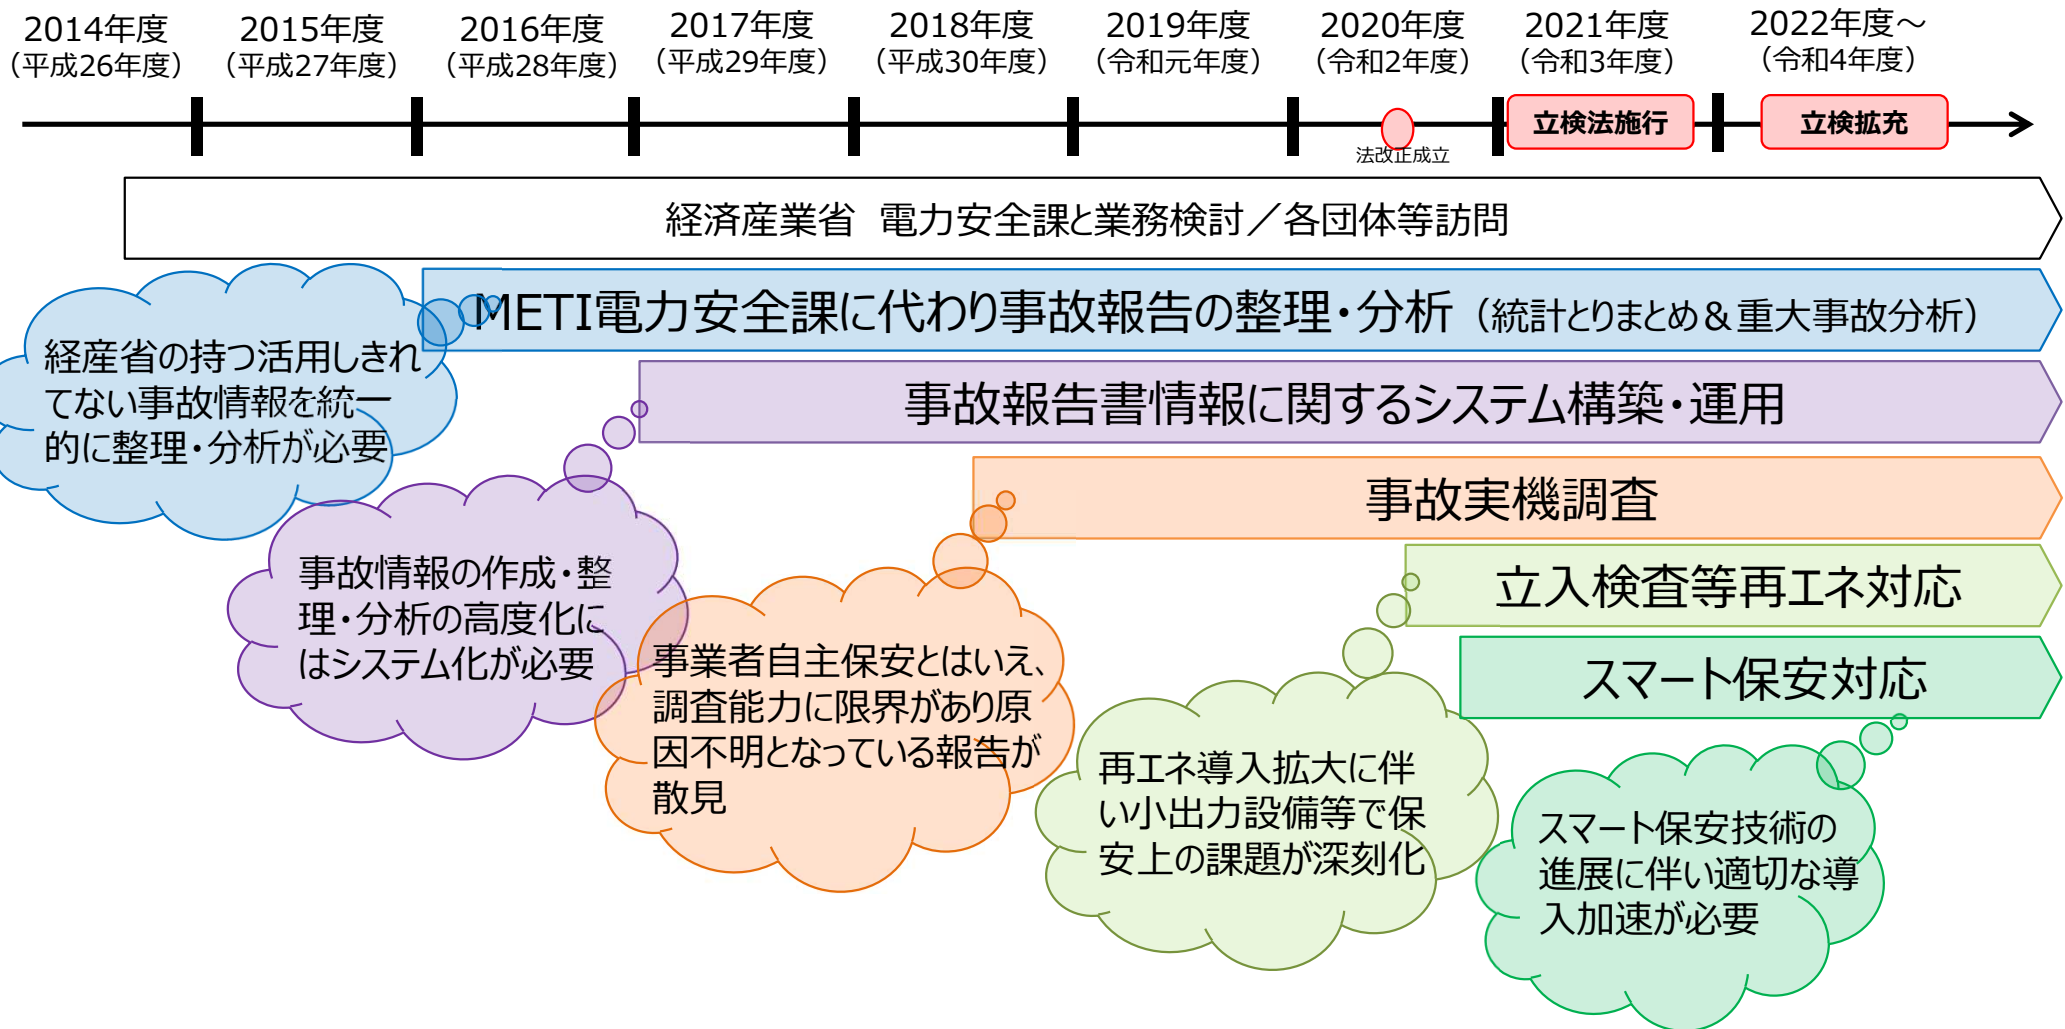 2014年度
(平成26年度)
2015年度
(平成27年度)
2016年度
(平成28年度)
2017年度
(平成29年度)
2018年度
(平成30年度)
2019年度
(令和元年度)
2020年度
(令和2年度)
2021年度
(令和3年度)
2022年度～
(令和4年度)
法改正成立
立検法施行
立検拡充
経済産業省 電力安全課と業務検討／各団体等訪問
METI電力安全課に代わり事故報告の整理・分析（統計とりまとめ＆重大事故分析）
経産省の持つ活用しきれ
てない事故情報を統一
的に整理・分析が必要
事故報告書情報に関するシステム構築・運用
事故情報の作成・整
理・分析の高度化に
はシステム化が必要
事故実機調査
事業者自主保安とはいえ、
調査能力に限界があり原
因不明となっている報告が
散見
立入検査等再エネ対応
再エネ導入拡大に伴
い小出力設備等で保
安上の課題が深刻化
スマート保安対応
スマート保安技術の
進展に伴い適切な導
入加速が必要